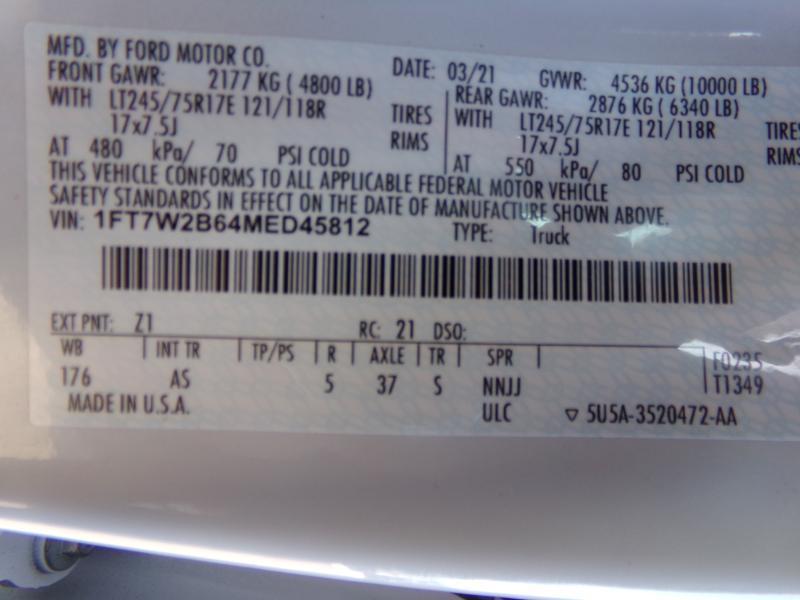 MFD. BY FORD MOTOR CO. DATE: 03/21 GVWR: 4536 KG (10000 LB)
FRONT GAWR: 2177 KG ( 4800 LB) REAR GAWR: 2876 KG ( 6340 LB)
WITH LT245/75R17E 121/118R TIRES WITH LT245/75R17E 121/118R TIRES
17x7.5J RIMS 17x7.5J RIMS
AT 480 kPa/ 70 PSI COLD AT 550 kPa/ 80 PSI COLD
THIS VEHICLE CONFORMS TO ALL APPLICABLE FEDERAL MOTOR VEHICLE
SAFETY STANDARDS IN EFFECT ON THE DATE OF MANUFACTURE SHOWN ABOVE.
VIN: 1FT7W2B64MED45812 TYPE: Truck
EXT PNT: Z1 RC: 21 DSO:
WB INT TR TP/PS R AXLE TR SPR F0235
176 AS 5 37 S NNJJ T1349
MADE IN U.S.A. ULC ▽ 5U5A-3520472-AA